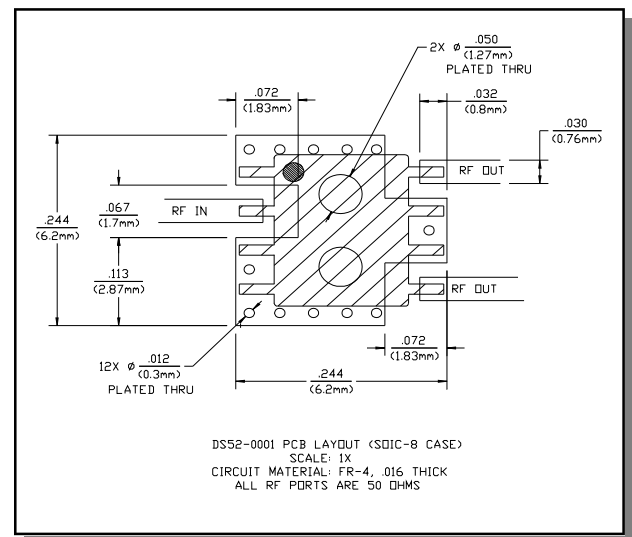 2X ø .050
(1.27mm)
PLATED THRU
.072
(1.83mm)
.032
(0.8mm)
.030
(0.76mm)
RF OUT
RF IN
.067
(1.7mm)
.244
(6.2mm)
.113
(2.87mm)
RF OUT
12X ø .012
(0.3mm)
PLATED THRU
.072
(1.83mm)
.244
(6.2mm)
DS52-0001 PCB LAYOUT (SOIC-8 CASE)
SCALE: 1X
CIRCUIT MATERIAL: FR-4, .016 THICK
ALL RF PORTS ARE 50 OHMS